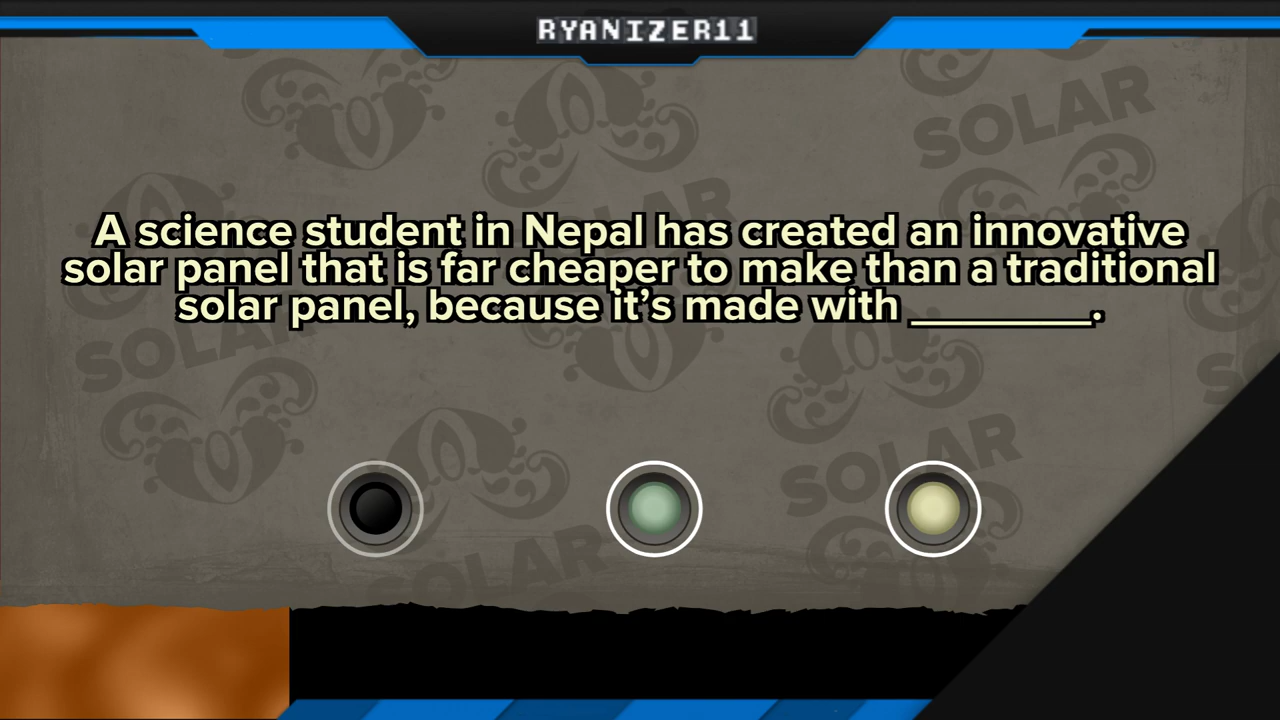 RYANIZER11
SOLAR
A science student in Nepal has created an innovative
solar panel that is far cheaper to make than a traditional
solar panel, because it’s made with ________.
SOLAR
SOLAR
SOLAR
SOLAR